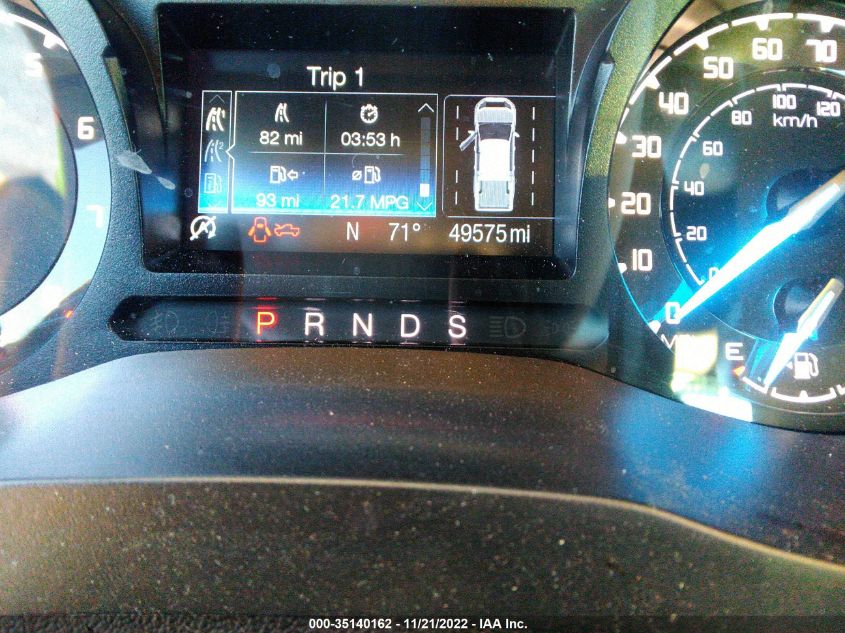 Trip 1
82 mi 03:53 h
93 mi ø 21.7 MPG
2
N 71° 49575mi
P R N D S
5
6
7
0 10 20 30 40 50 60 70
0 20 40 60 80 100 120
km/h
E
000-35140162 - 11/21/2022 - IAA Inc.